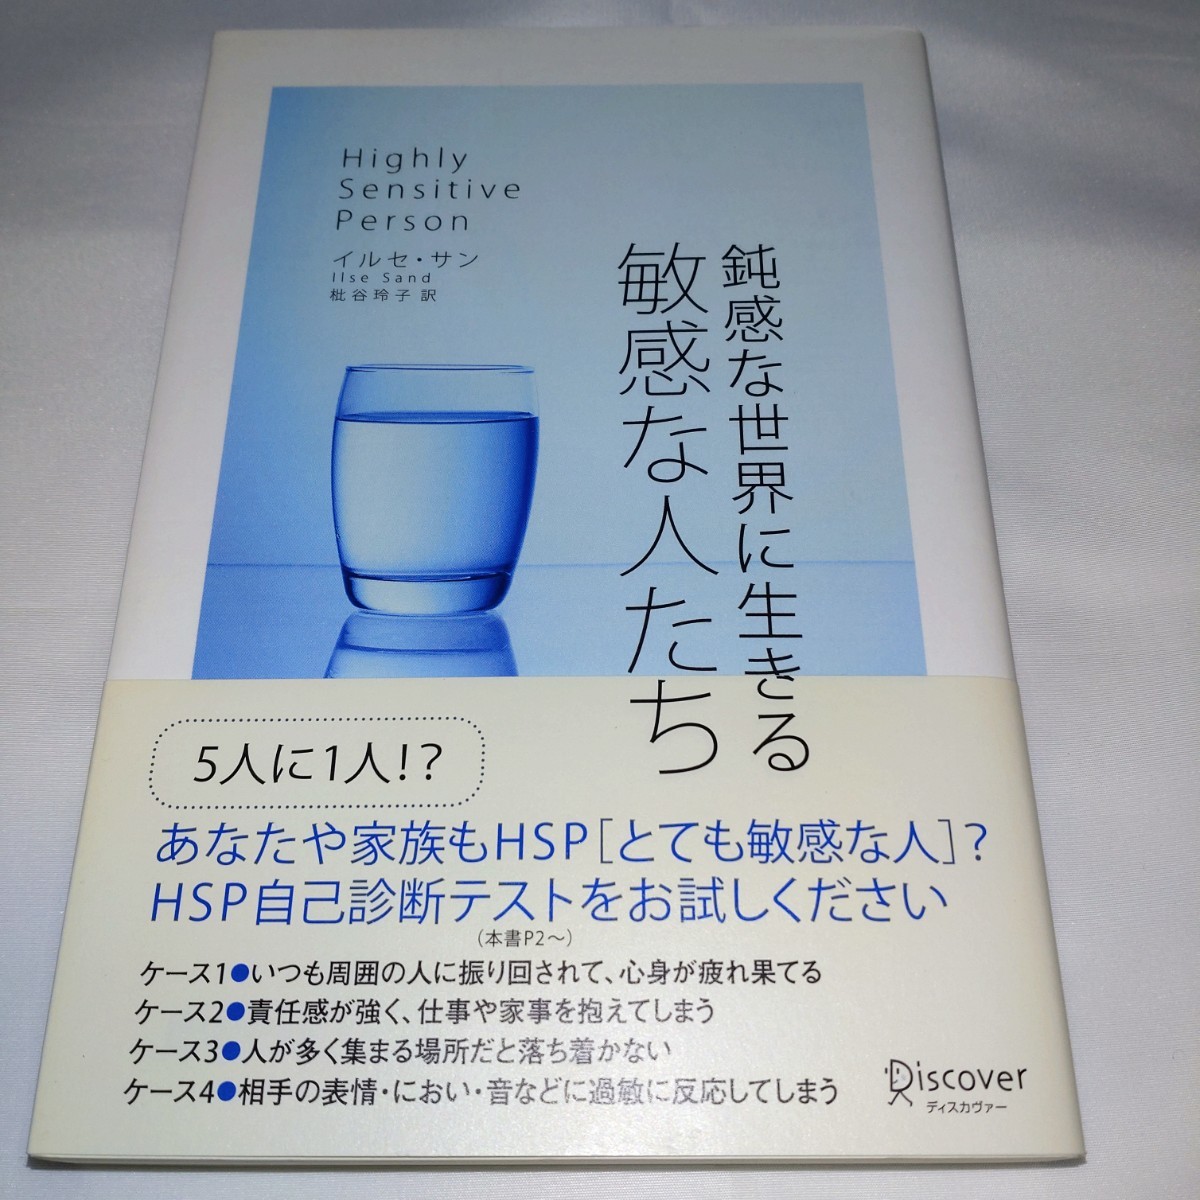 Highly
Sensitive
Person
イルセ・サン
Ilse Sand
枇谷玲子 訳
鈍感な世界に生きる
敏感な人たち
5人に1人!?
あなたや家族もHSP[とても敏感な人]?
HSP自己診断テストをお試しください
(本書P2～)
ケース1●いつも周囲の人に振り回されて、心身が疲れ果てる
ケース2●責任感が強く、仕事や家事を抱えてしまう
ケース3●人が多く集まる場所だと落ち着かない
ケース4●相手の表情・におい・音などに過敏に反応してしまう
Discover
ディスカヴァー